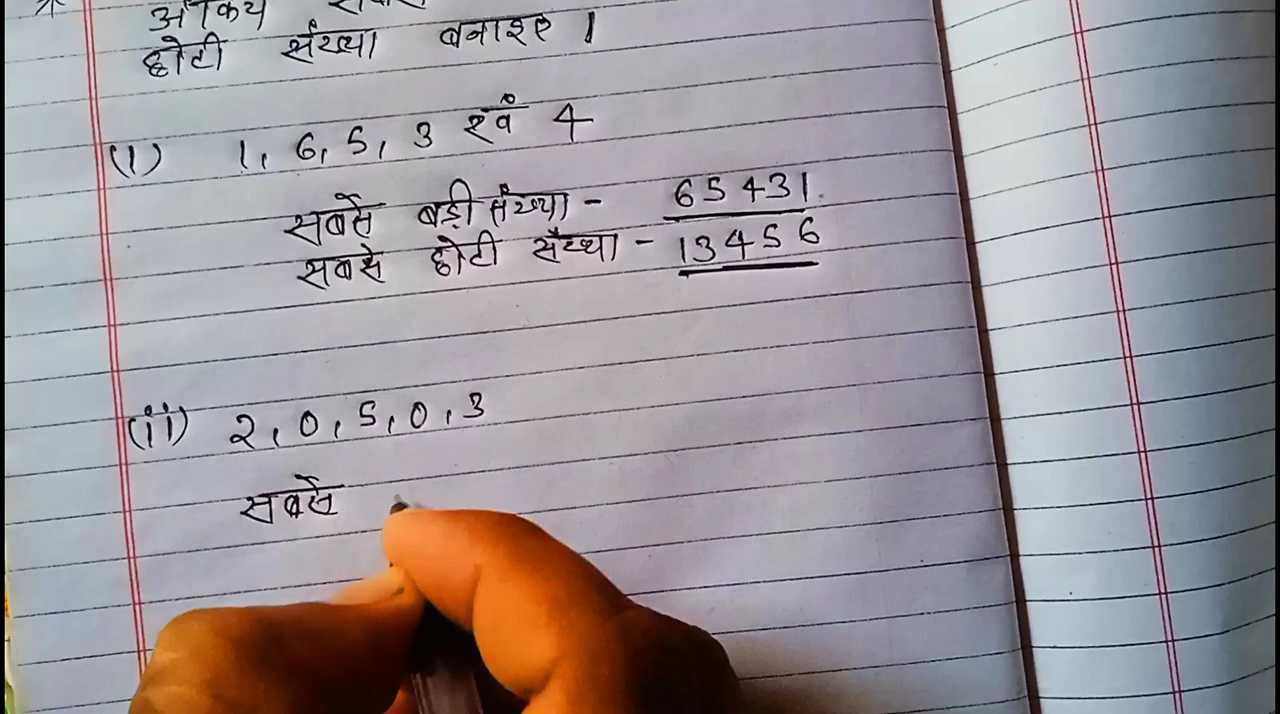 अंकिय
छोटी संख्या बनाइए ।
(i) 1, 6, 5, 3 एवं 4
सबसे बड़ी संख्या - 65431
सबसे छोटी संख्या - 13456
(ii) 2, 0, 5, 0, 3
सबसे